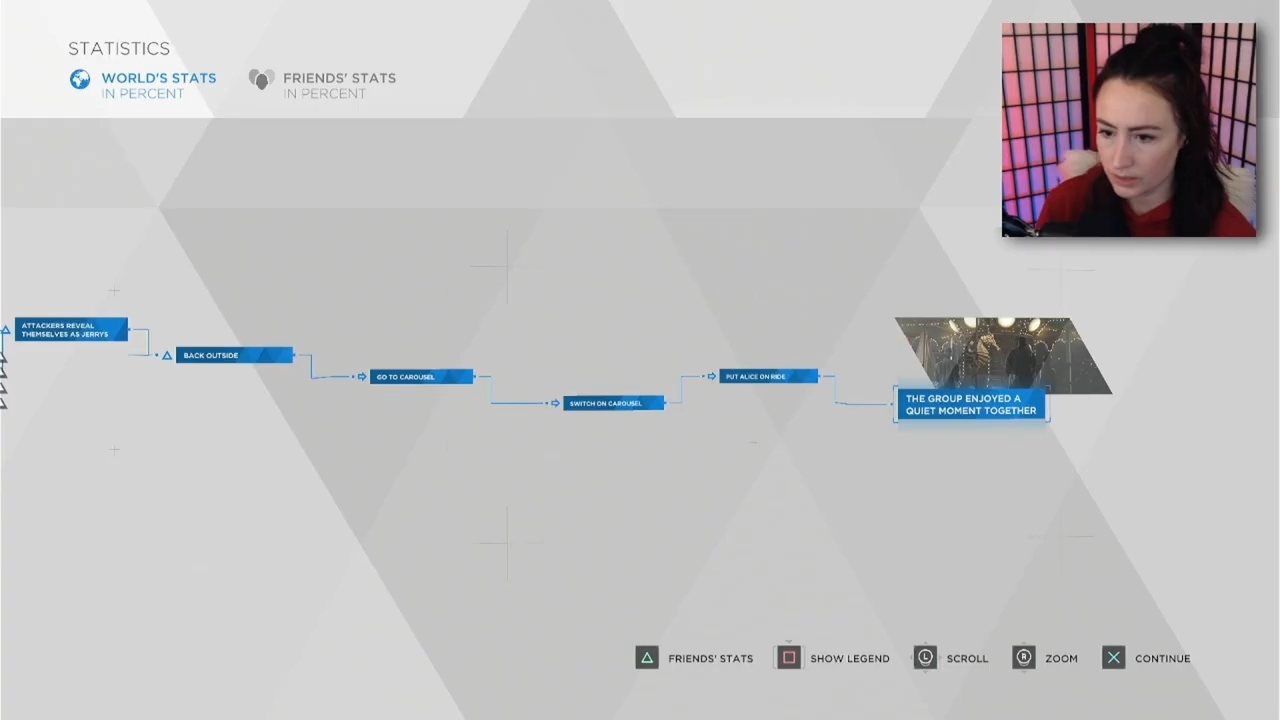 STATISTICS
WORLD'S STATS
IN PERCENT
FRIENDS' STATS
IN PERCENT
ATTACKERS REVEAL
THEMSELVES AS JERRYS
BACK OUTSIDE
GO TO CAROUSEL
SWITCH ON CAROUSEL
PUT ALICE ON RIDE
THE GROUP ENJOYED A
QUIET MOMENT TOGETHER
FRIENDS' STATS
SHOW LEGEND
L
SCROLL
R
ZOOM
CONTINUE